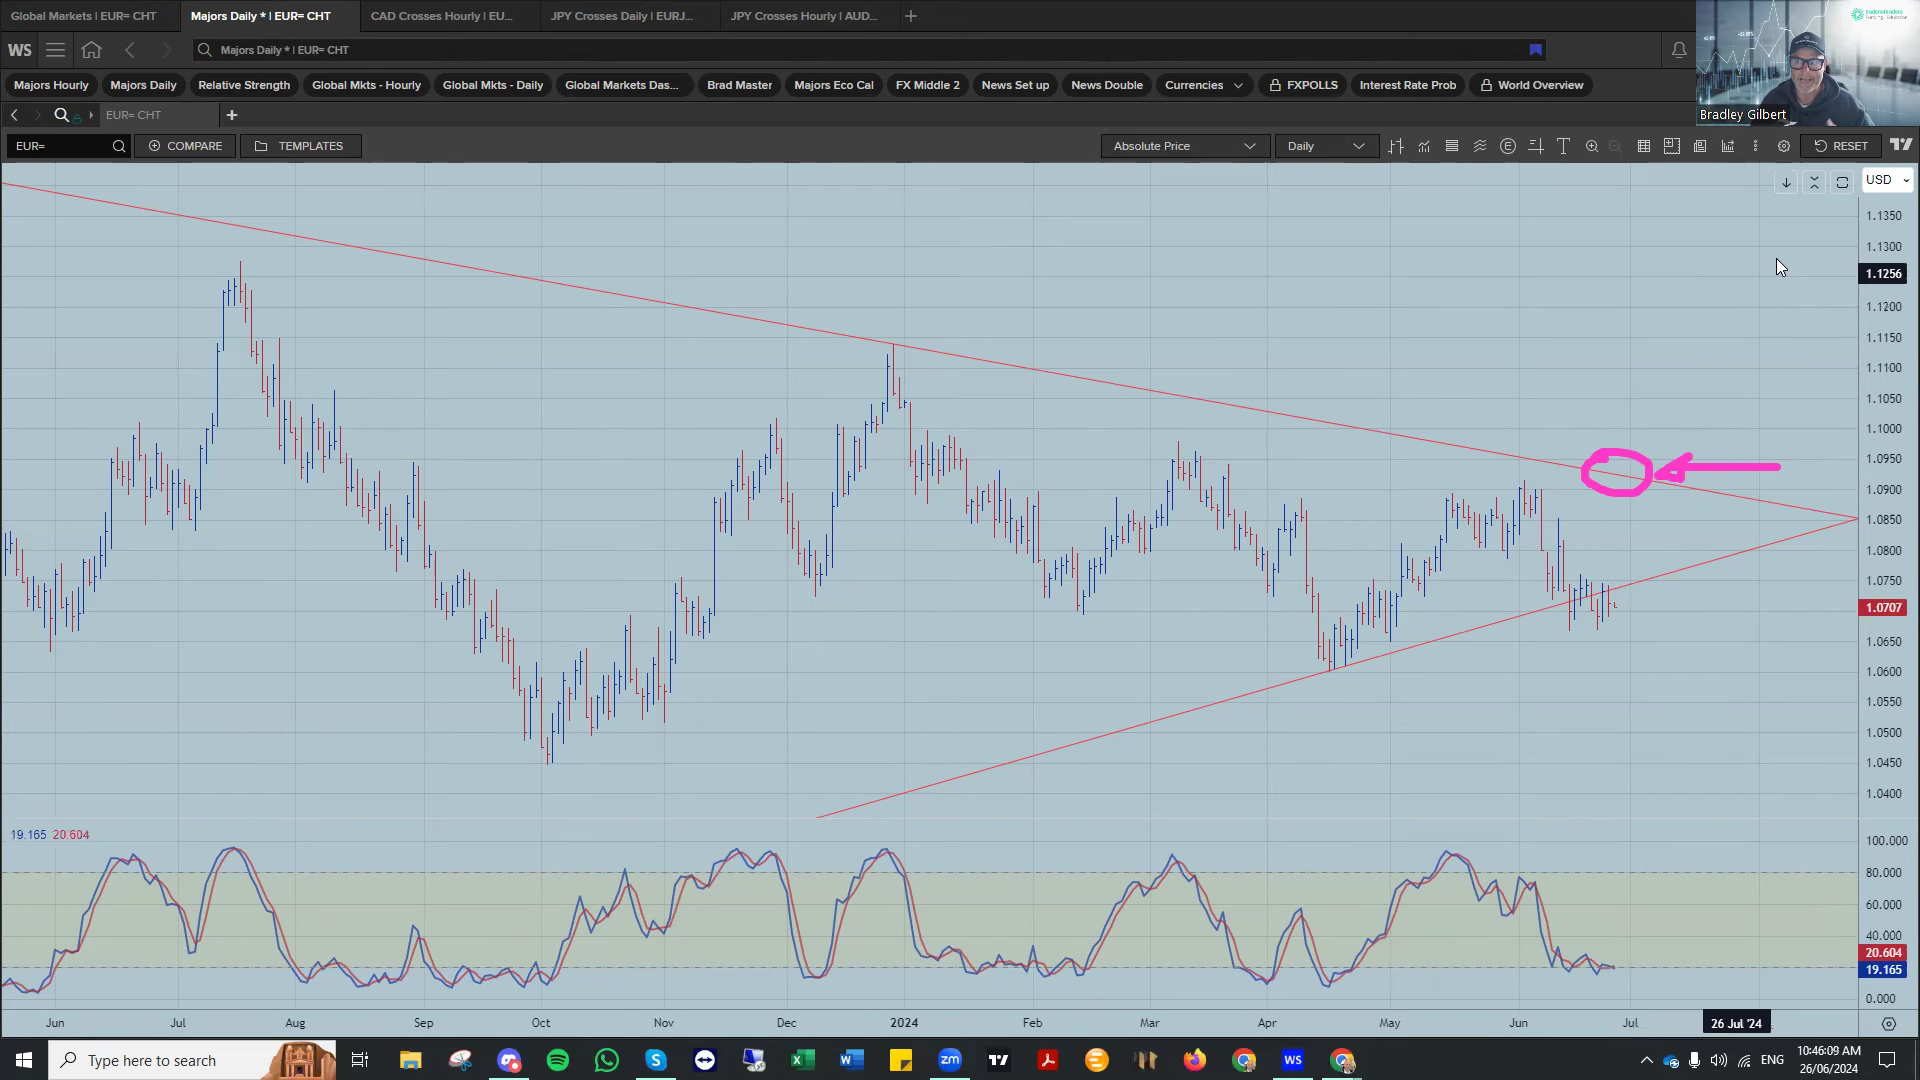 Global Markets | EUR= CHT
Majors Daily * | EUR= CHT
CAD Crosses Hourly | EU...
JPY Crosses Daily | EURJ...
JPY Crosses Hourly | AUD...
traders4traders
Funding. Education
WS
Majors Daily * | EUR= CHT
Majors Hourly
Majors Daily
Relative Strength
Global Mkts - Hourly
Global Mkts - Daily
Global Markets Das...
Brad Master
Majors Eco Cal
FX Middle 2
News Set up
News Double
Currencies
FXPOLLS
Interest Rate Prob
World Overview
Bradley Gilbert
EUR= CHT
EUR=
COMPARE
TEMPLATES
Absolute Price
Daily
RESET
USD
1.1350
1.1300
1.1256
1.1200
1.1150
1.1100
1.1050
1.1000
1.0950
1.0900
1.0850
1.0800
1.0750
1.0707
1.0650
1.0600
1.0550
1.0500
1.0450
1.0400
19.165 20.604
100.000
80.000
60.000
40.000
20.604
19.165
0.000
Jun
Jul
Aug
Sep
Oct
Nov
Dec
2024
Feb
Mar
Apr
May
Jun
Jul
26 Jul '24
Type here to search
zm
WS
ENG
10:46:09 AM
26/06/2024